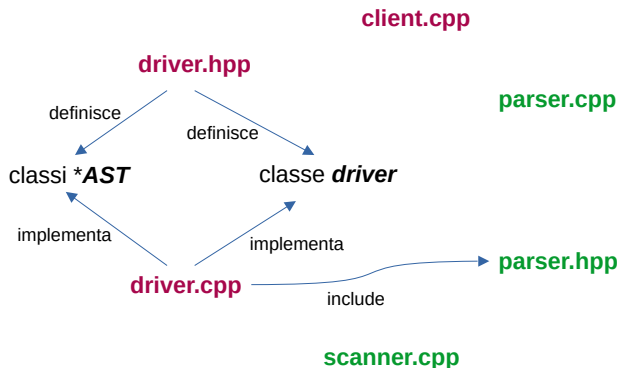 client.cpp
driver.hpp
parser.cpp
definisce
definisce
classi *AST
classe driver
implementa
implementa
parser.hpp
driver.cpp
include
scanner.cpp